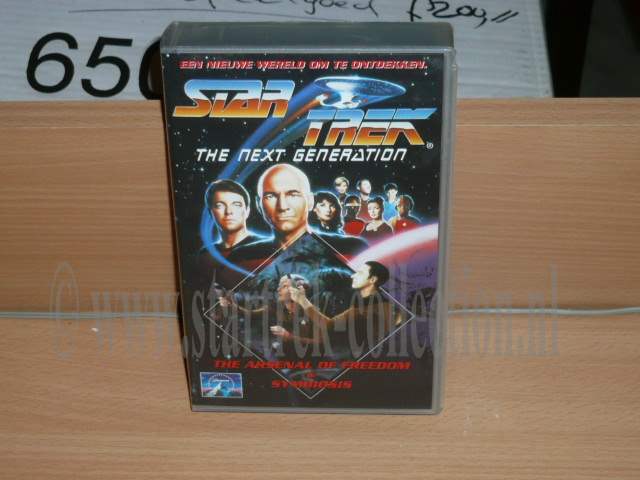 650
ƒ 200,,
EEN NIEUWE WERELD OM TE ONTDEKKEN.
STAR TREK®
THE NEXT GENERATION
THE ARSENAL OF FREEDOM
&
SYMBIOSIS
© www.startrek-collection.nl